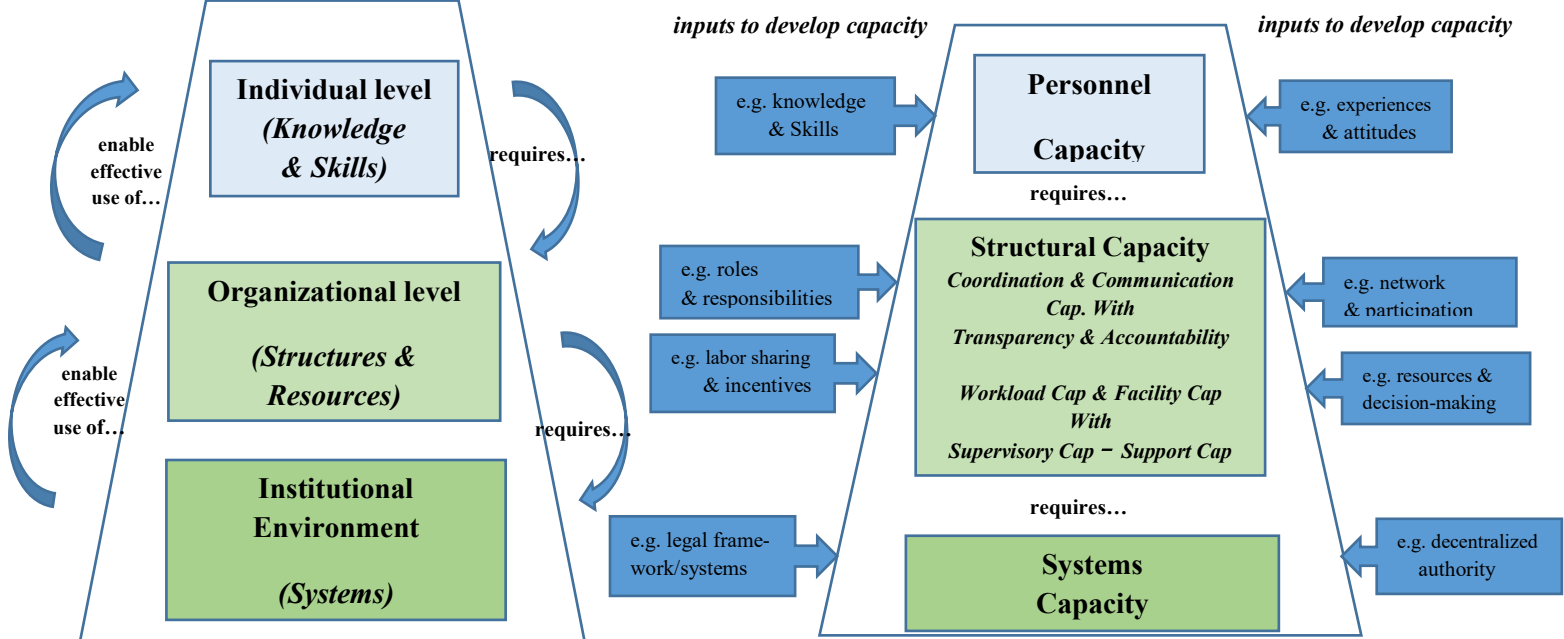 Individual level
(Knowledge
& Skills)
enable
effective
use of…
requires…
Organizational level
(Structures &
Resources)
enable
effective
use of…
requires…
Institutional
Environment
(Systems)
inputs to develop capacity
inputs to develop capacity
e.g. knowledge
& Skills
Personnel
Capacity
e.g. experiences
& attitudes
requires…
e.g. roles
& responsibilities
e.g. labor sharing
& incentives
Structural Capacity
Coordination & Communication
Cap. With
Transparency & Accountability
Workload Cap & Facility Cap
With
Supervisory Cap – Support Cap
e.g. network
& participation
e.g. resources &
decision-making
requires…
e.g. legal frame-
work/systems
Systems
Capacity
e.g. decentralized
authority